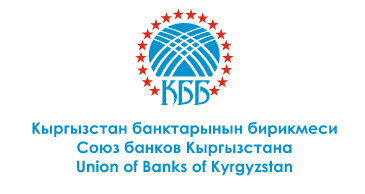 КББ
Кыргызстан банктарынын бирикмеси
Союз банков Кыргызстана
Union of Banks of Kyrgyzstan